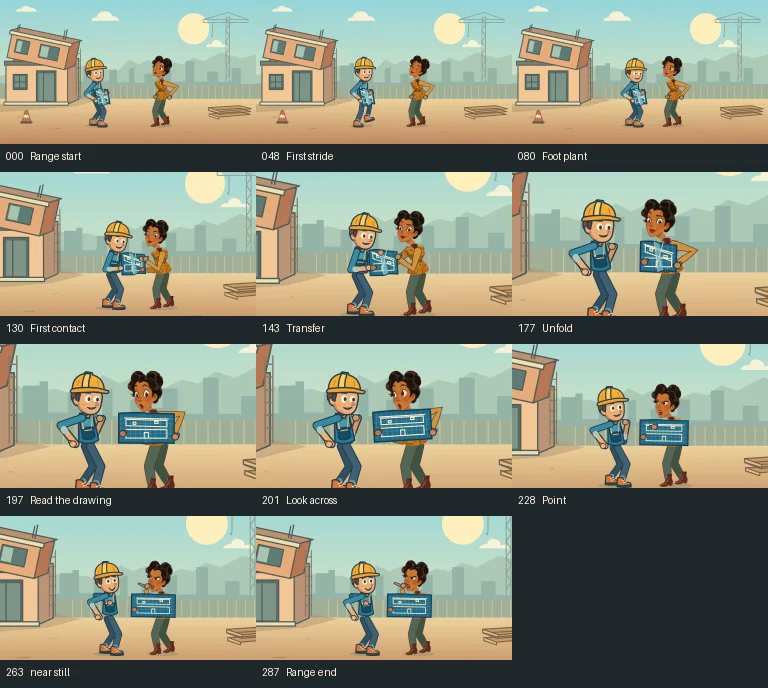 000 Range start
048 First stride
080 Foot plant
130 First contact
143 Transfer
177 Unfold
197 Read the drawing
201 Look across
228 Point
263 near still
287 Range end